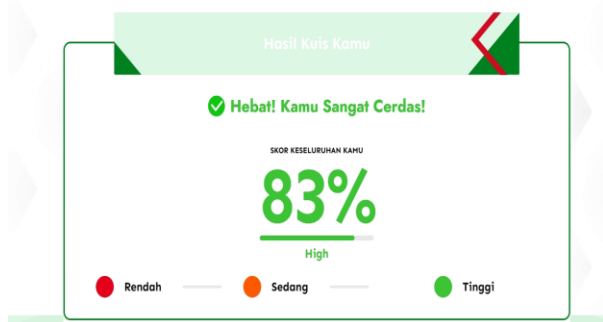 Hasil Kuis Kamu
Hebat! Kamu Sangat Cerdas!
SKOR KESELURUHAN KAMU
83%
High
Rendah
Sedang
Tinggi